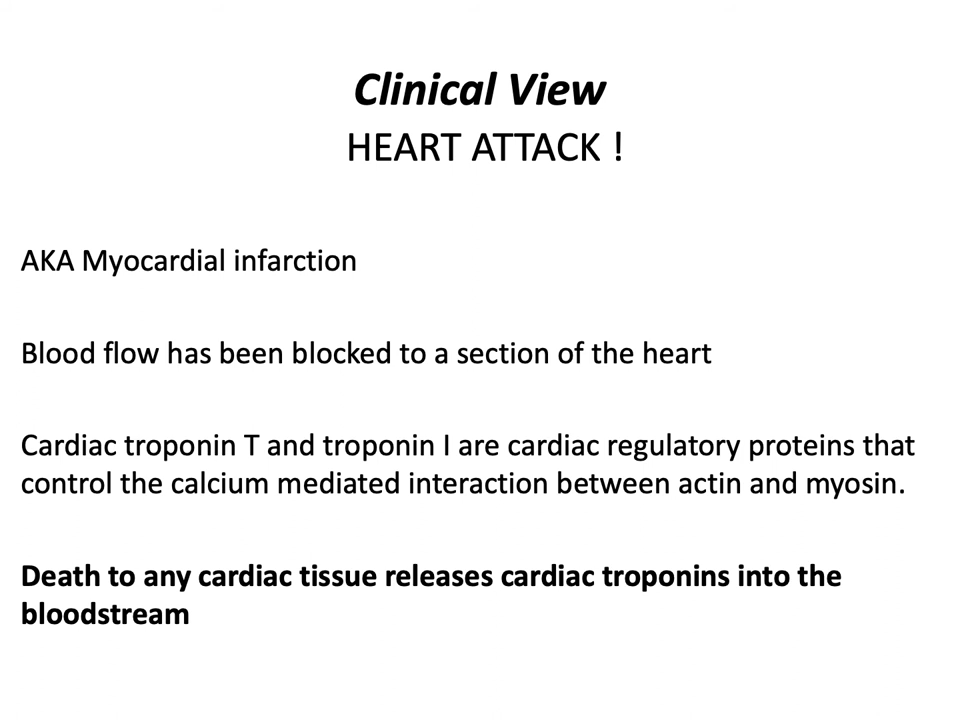 Clinical View
HEART ATTACK !
AKA Myocardial infarction
Blood flow has been blocked to a section of the heart
Cardiac troponin T and troponin I are cardiac regulatory proteins that
control the calcium mediated interaction between actin and myosin.
Death to any cardiac tissue releases cardiac troponins into the
bloodstream